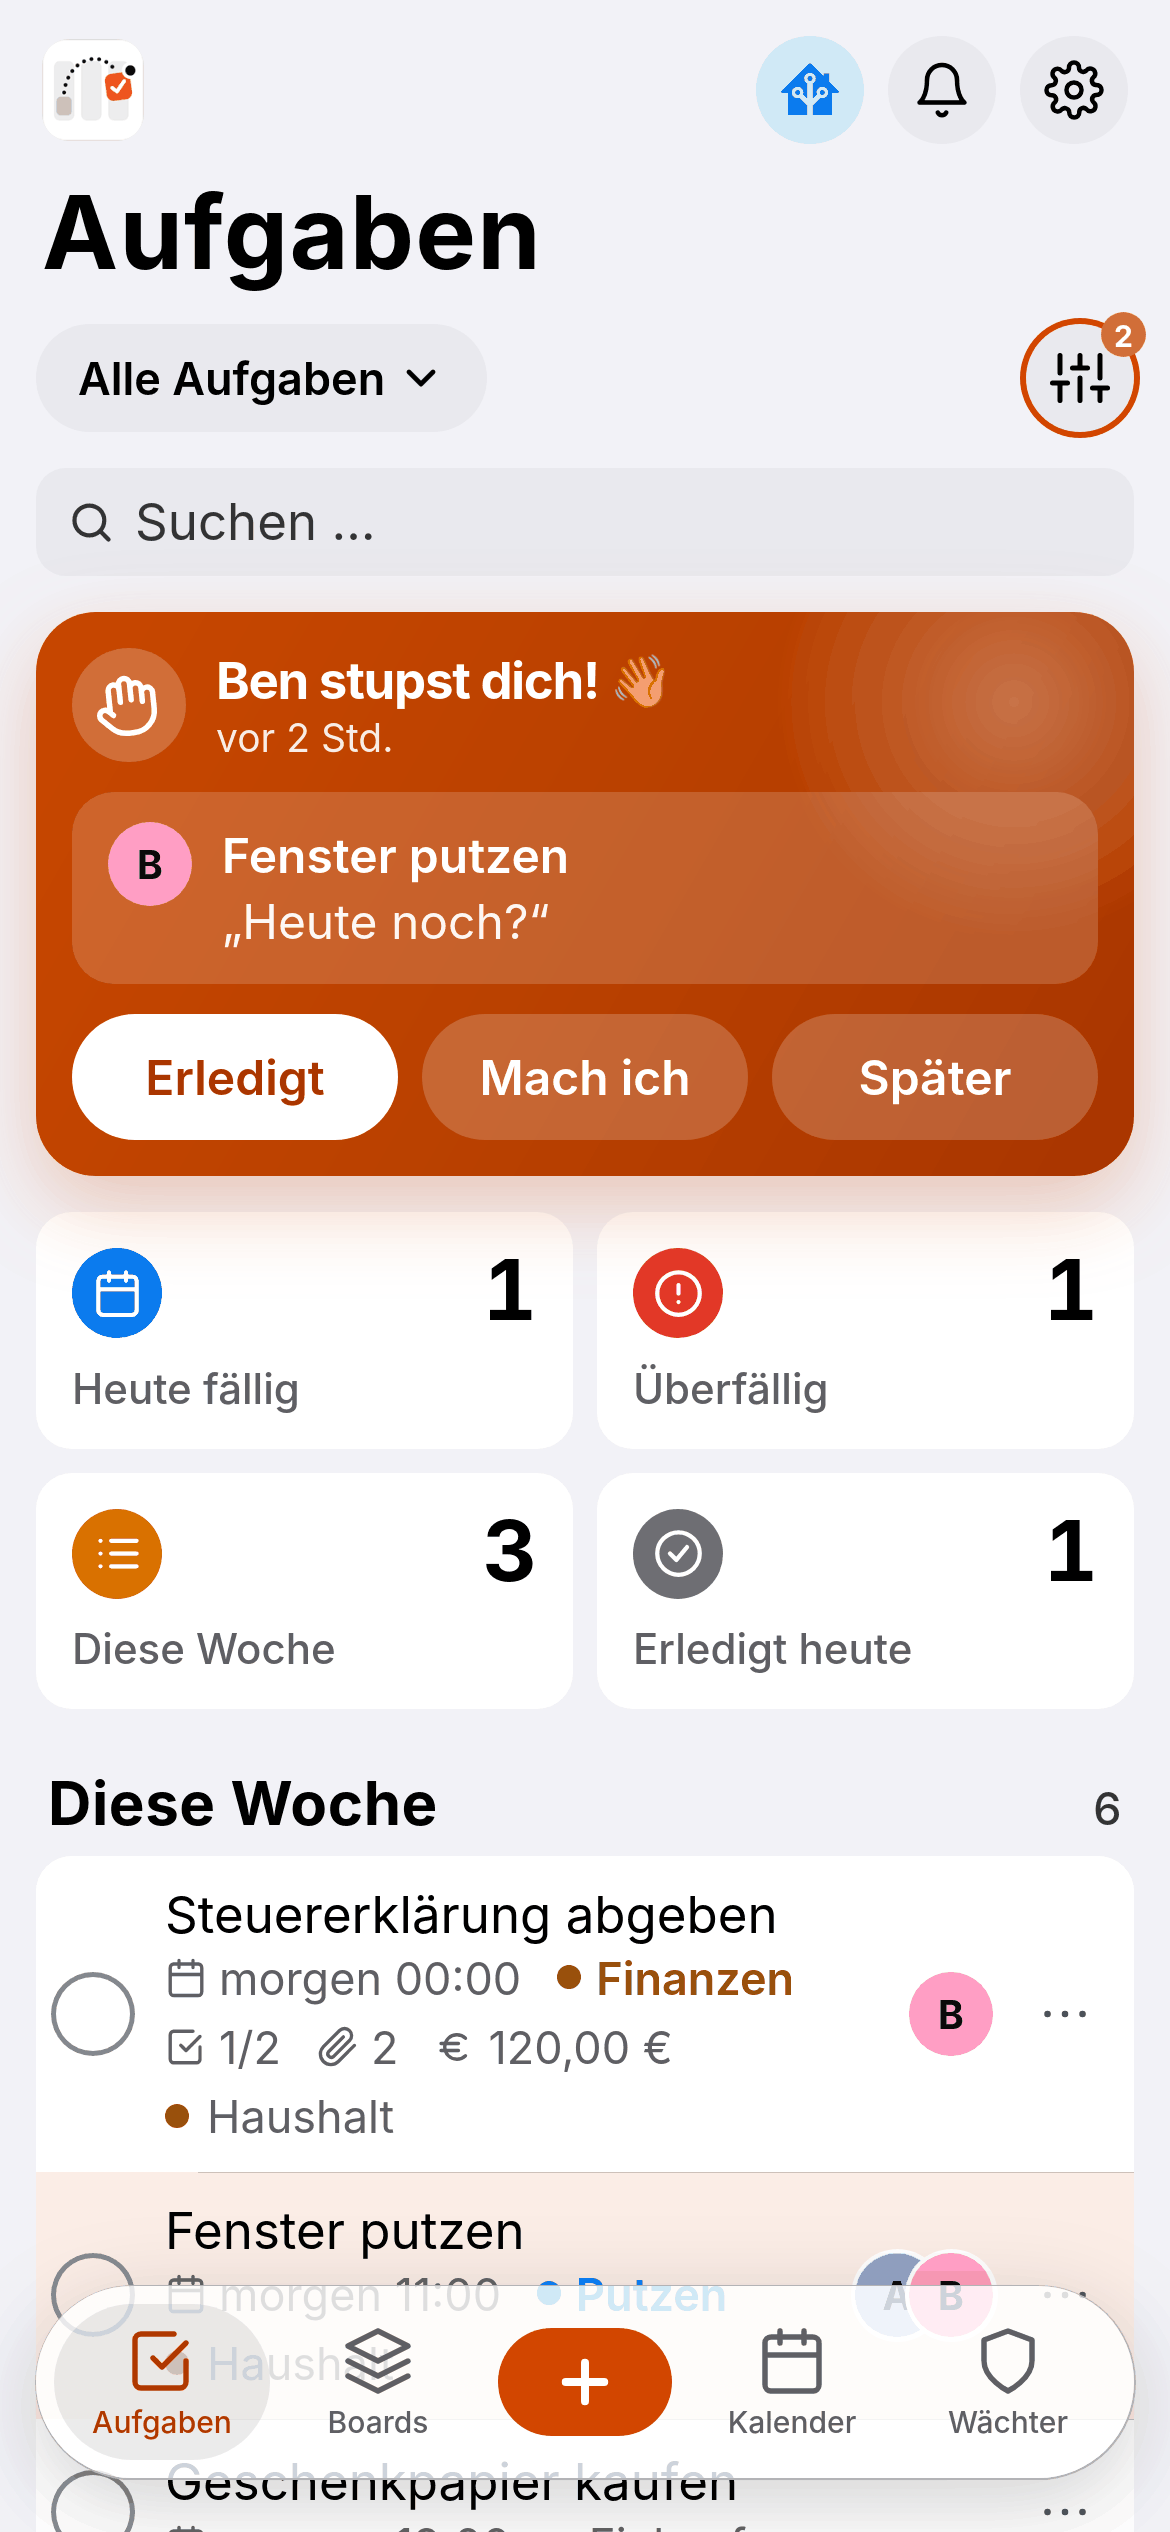 Aufgaben
Alle Aufgaben
2
Suchen ...
Ben stupst dich! 👋
vor 2 Std.
B
Fenster putzen
„Heute noch?“
Erledigt
Mach ich
Später
1
Heute fällig
1
Überfällig
3
Diese Woche
1
Erledigt heute
Diese Woche
6
Steuererklärung abgeben
morgen 00:00 Finanzen
1/2 2 € 120,00 €
Haushalt
B
Fenster putzen
morgen 11:00 Putzen
A B
Haushalt
Aufgaben
Boards
Kalender
Wächter
Geschenkpapier kaufen